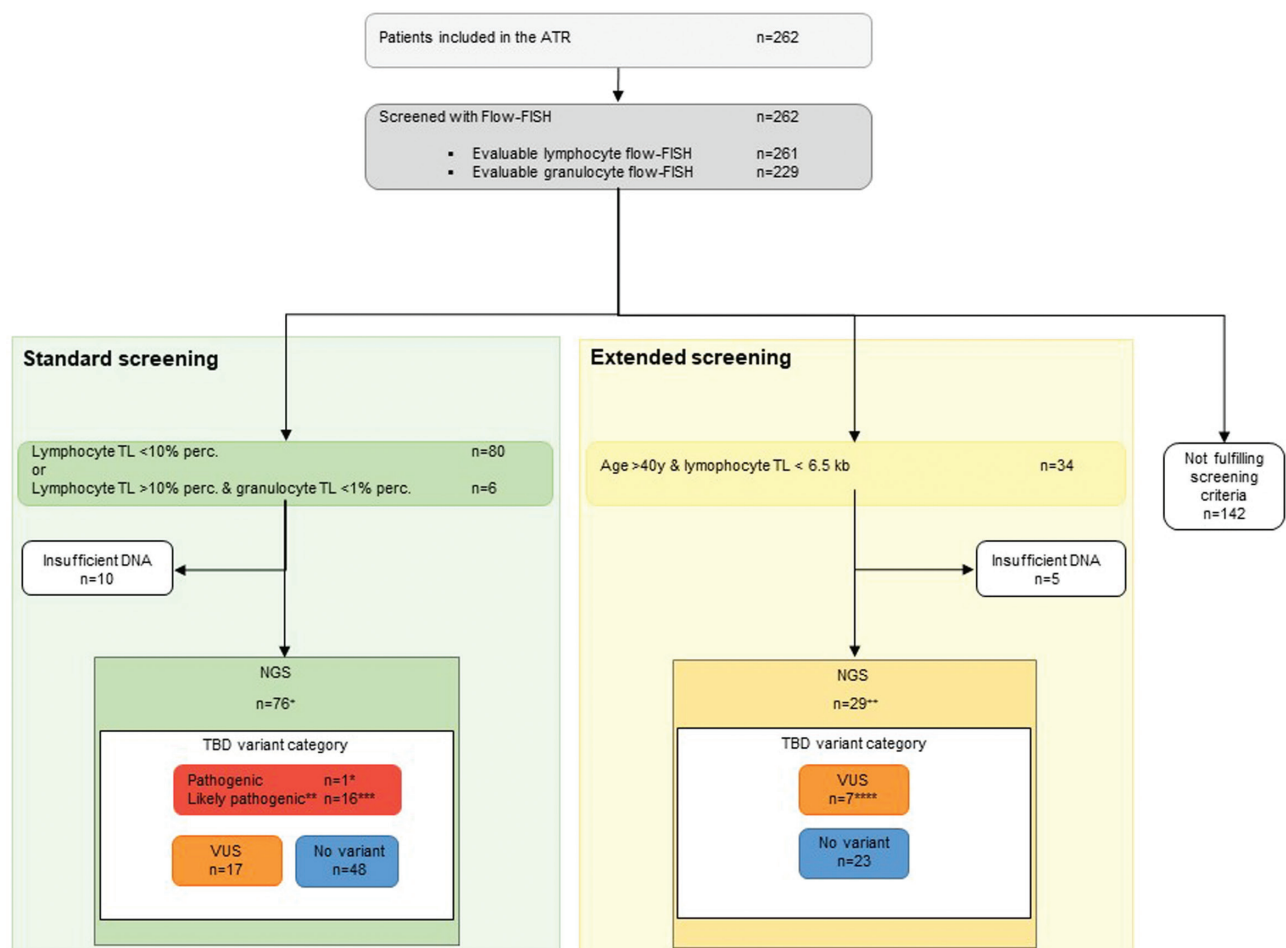 Patients included in the ATR n=262
Screened with Flow-FISH n=262
▪ Evaluable lymphocyte flow-FISH n=261
▪ Evaluable granulocyte flow-FISH n=229
Standard screening
Lymphocyte TL <10% perc. n=80
or
Lymphocyte TL >10% perc. & granulocyte TL <1% perc. n=6
Insufficient DNA
n=10
NGS
n=76⁺
TBD variant category
Pathogenic n=1*
Likely pathogenic** n=16***
VUS
n=17
No variant
n=48
Extended screening
Age >40y & lymophocyte TL < 6.5 kb n=34
Insufficient DNA
n=5
NGS
n=29⁺⁺
TBD variant category
VUS
n=7****
No variant
n=23
Not fulfilling
screening
criteria
n=142